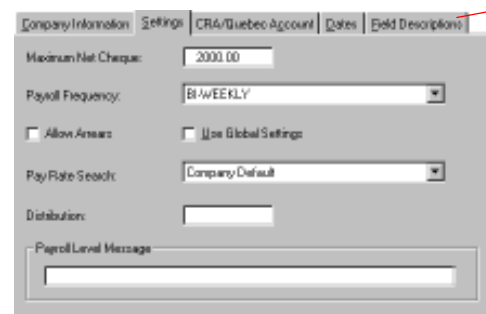 Company Information Settings CRA/Quebec Account Dates Field Descriptions
Maximum Net Cheque: 2000.00
Payroll Frequency: BI-WEEKLY
Allow Arrears Use Global Settings
Pay Rate Search: Company Default
Distribution:
Payroll Level Message